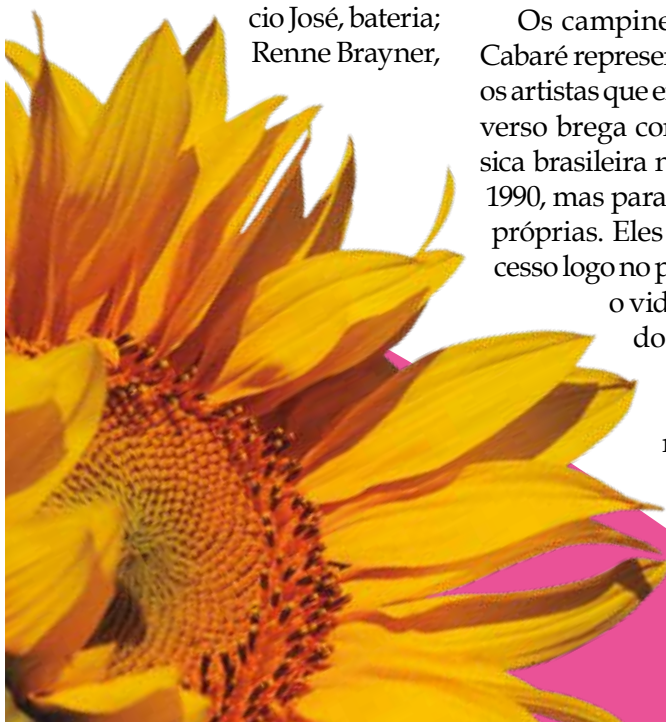 cio José, bateria;
Renne Brayner,
Os campine
Cabaré represen
os artistas que e
verso brega con
sica brasileira n
1990, mas para
próprias. Eles
cesso logo no p
o vid
do